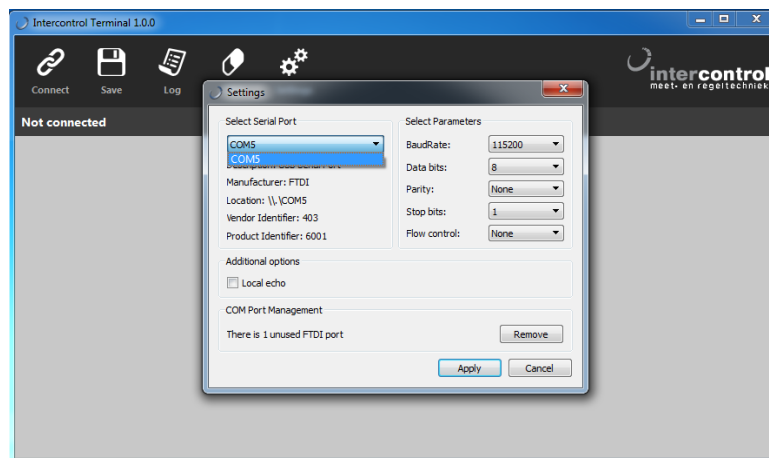 Intercontrol Terminal 1.0.0
Connect
Save
Log
intercontrol
meet- en regeltechniek
Not connected
Settings
Select Serial Port
COM5
COM5
Manufacturer: FTDI
Location: \\.\COM5
Vendor Identifier: 403
Product Identifier: 6001
Select Parameters
BaudRate: 115200
Data bits: 8
Parity: None
Stop bits: 1
Flow control: None
Additional options
Local echo
COM Port Management
There is 1 unused FTDI port
Remove
Apply
Cancel